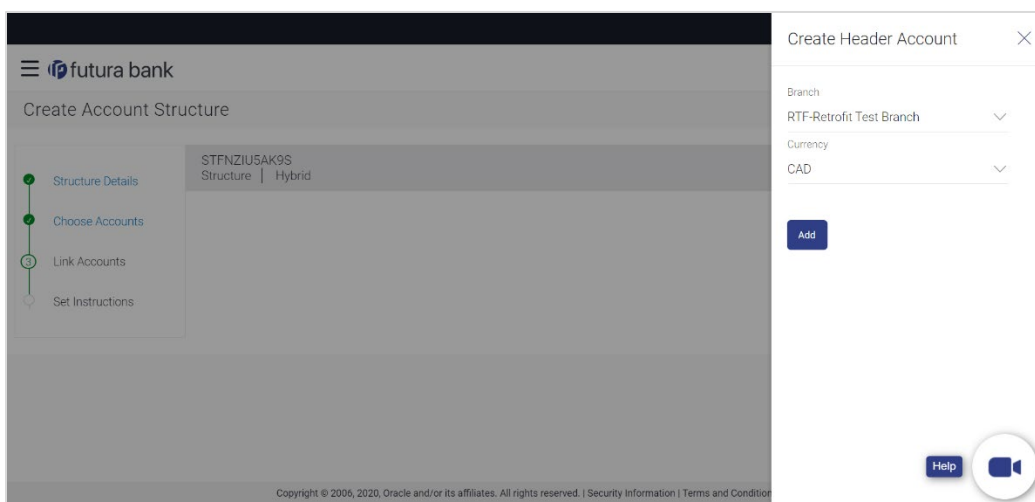 futura bank
Create Account Structure
Structure Details
Choose Accounts
3 Link Accounts
Set Instructions
STFNZIU5AK9S
Structure | Hybrid
Create Header Account
Branch
RTF-Retrofit Test Branch
Currency
CAD
Add
Help
Copyright © 2006, 2020, Oracle and/or its affiliates. All rights reserved. | Security Information | Terms and Condition